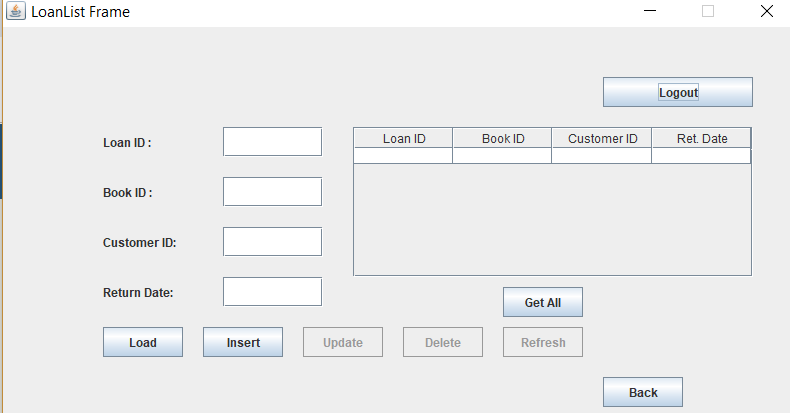 LoanList Frame
Logout
Loan ID :
Loan ID Book ID Customer ID Ret. Date
Book ID :
Customer ID:
Return Date:
Get All
Load Insert Update Delete Refresh
Back